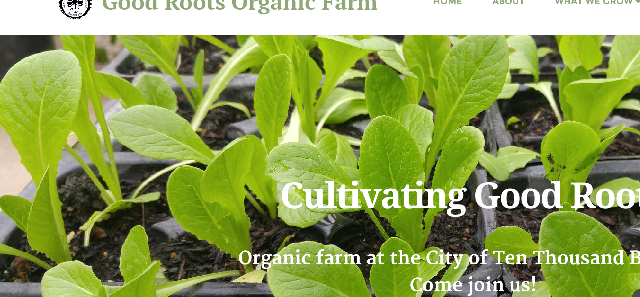 Good Roots Organic Farm
HOME ABOUT WHAT WE GROW
Cultivating Good Root
Organic farm at the City of Ten Thousand B
Come join us!